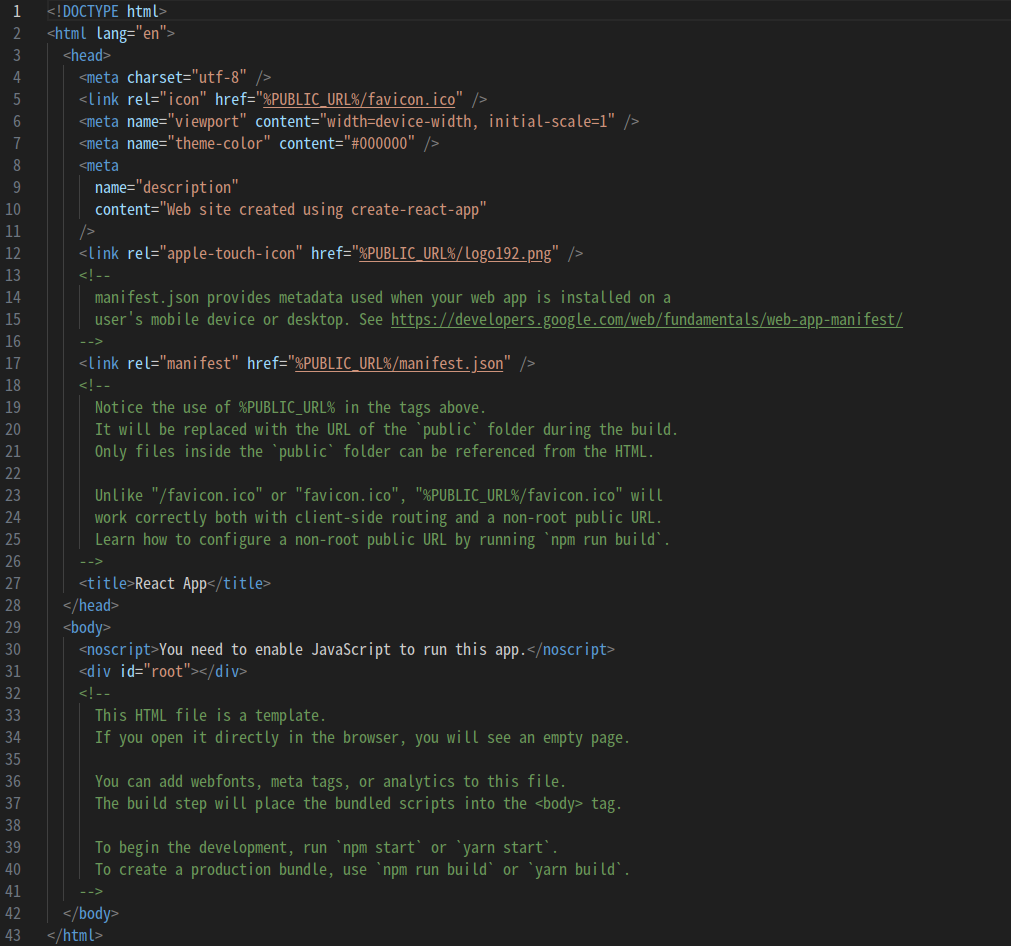 1 <!DOCTYPE html>
2 <html lang="en">
3 <head>
4 <meta charset="utf-8" />
5 <link rel="icon" href="%PUBLIC_URL%/favicon.ico" />
6 <meta name="viewport" content="width=device-width, initial-scale=1" />
7 <meta name="theme-color" content="#000000" />
8 <meta
9 name="description"
10 content="Web site created using create-react-app"
11 />
12 <link rel="apple-touch-icon" href="%PUBLIC_URL%/logo192.png" />
13 <!--
14 manifest.json provides metadata used when your web app is installed on a
15 user's mobile device or desktop. See https://developers.google.com/web/fundamentals/web-app-manifest/
16 -->
17 <link rel="manifest" href="%PUBLIC_URL%/manifest.json" />
18 <!--
19 Notice the use of %PUBLIC_URL% in the tags above.
20 It will be replaced with the URL of the `public` folder during the build.
21 Only files inside the `public` folder can be referenced from the HTML.
22
23 Unlike "/favicon.ico" or "favicon.ico", "%PUBLIC_URL%/favicon.ico" will
24 work correctly both with client-side routing and a non-root public URL.
25 Learn how to configure a non-root public URL by running `npm run build`.
26 -->
27 <title>React App</title>
28 </head>
29 <body>
30 <noscript>You need to enable JavaScript to run this app.</noscript>
31 <div id="root"></div>
32 <!--
33 This HTML file is a template.
34 If you open it directly in the browser, you will see an empty page.
35
36 You can add webfonts, meta tags, or analytics to this file.
37 The build step will place the bundled scripts into the <body> tag.
38
39 To begin the development, run `npm start` or `yarn start`.
40 To create a production bundle, use `npm run build` or `yarn build`.
41 -->
42 </body>
43 </html>